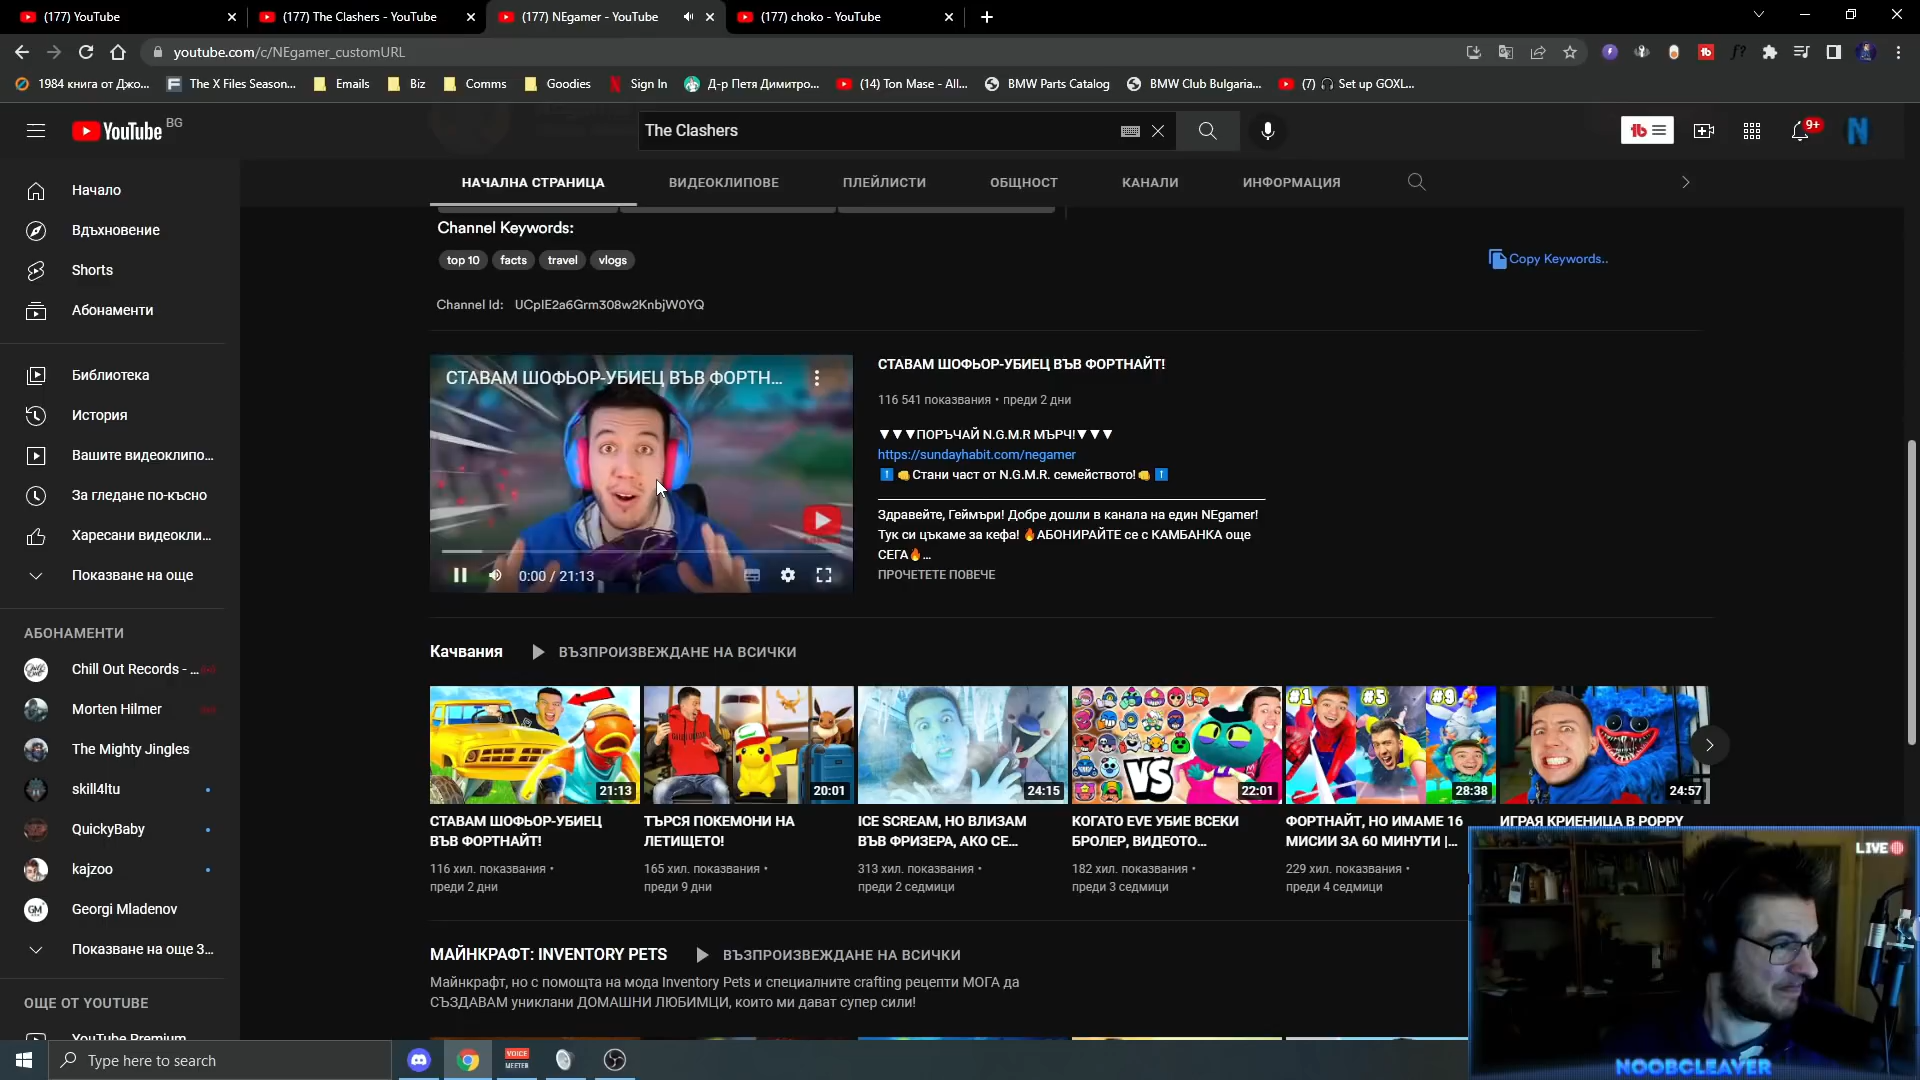 (177) YouTube
(177) The Clashers - YouTube
(177) NEgamer - YouTube
(177) choko - YouTube
youtube.com/c/NEgamer_customURL
1984 книга от Джо...
The X Files Season...
Emails
Biz
Comms
Goodies
Sign In
Д-р Петя Димитро...
(14) Ton Mase - All...
BMW Parts Catalog
BMW Club Bulgaria...
(7) 🎧 Set up GOXL...
YouTube BG
The Clashers
9+
N
НАЧАЛНА СТРАНИЦА
ВИДЕОКЛИПОВЕ
ПЛЕЙЛИСТИ
ОБЩНОСТ
КАНАЛИ
ИНФОРМАЦИЯ
Начало
Вдъхновение
Shorts
Абонаменти
Библиотека
История
Вашите видеоклипо...
За гледане по-късно
Харесани видеокли...
Показване на още
АБОНАМЕНТИ
Chill Out Records - ...
Morten Hilmer
The Mighty Jingles
skill4ltu
QuickyBaby
kajzoo
Georgi Mladenov
Показване на още 3...
ОЩЕ ОТ YOUTUBE
YouTube Premium
Channel Keywords:
top 10
facts
travel
vlogs
Copy Keywords..
Channel Id: UCpIE2a6Grm308w2KnbjW0YQ
СТАВАМ ШОФЬОР-УБИЕЦ ВЪВ ФОРТН...
0:00 / 21:13
СТАВАМ ШОФЬОР-УБИЕЦ ВЪВ ФОРТНАЙТ!
116 541 показвания • преди 2 дни
▼▼▼ПОРЪЧАЙ N.G.M.R МЪРЧ!▼▼▼
https://sundayhabit.com/negamer
⬆️👊Стани част от N.G.M.R. семейството!👊⬆️
Здравейте, Геймъри! Добре дошли в канала на един NEgamer!
Тук си цъкаме за кефа! 🔥АБОНИРАЙТЕ се с КАМБАНКА още
СЕГА🔥...
ПРОЧЕТЕТЕ ПОВЕЧЕ
Качвания
ВЪЗПРОИЗВЕЖДАНЕ НА ВСИЧКИ
21:13
СТАВАМ ШОФЬОР-УБИЕЦ
ВЪВ ФОРТНАЙТ!
116 хил. показвания •
преди 2 дни
20:01
ТЪРСЯ ПОКЕМОНИ НА
ЛЕТИЩЕТО!
165 хил. показвания •
преди 9 дни
24:15
ICE SCREAM, НО ВЛИЗАМ
ВЪВ ФРИЗЕРА, АКО СЕ...
313 хил. показвания •
преди 2 седмици
VS
22:01
КОГАТО EVE УБИЕ ВСЕКИ
БРОЛЕР, ВИДЕОТО...
182 хил. показвания •
преди 3 седмици
#1 #5 #9
28:38
ФОРТНАЙТ, НО ИМАМЕ 16
МИСИИ ЗА 60 МИНУТИ |...
229 хил. показвания •
преди 4 седмици
24:57
ИГРАЯ КРИЕНИЦА В POPPY
МАЙНКРАФТ: INVENTORY PETS
ВЪЗПРОИЗВЕЖДАНЕ НА ВСИЧКИ
Майнкрафт, но с помощта на мода Inventory Pets и специалните crafting рецепти МОГА да
СЪЗДАВАМ уникални ДОМАШНИ ЛЮБИМЦИ, които ми дават супер сили!
LIVE
NOOBCLEAVER
Type here to search
VOICE
MEETER